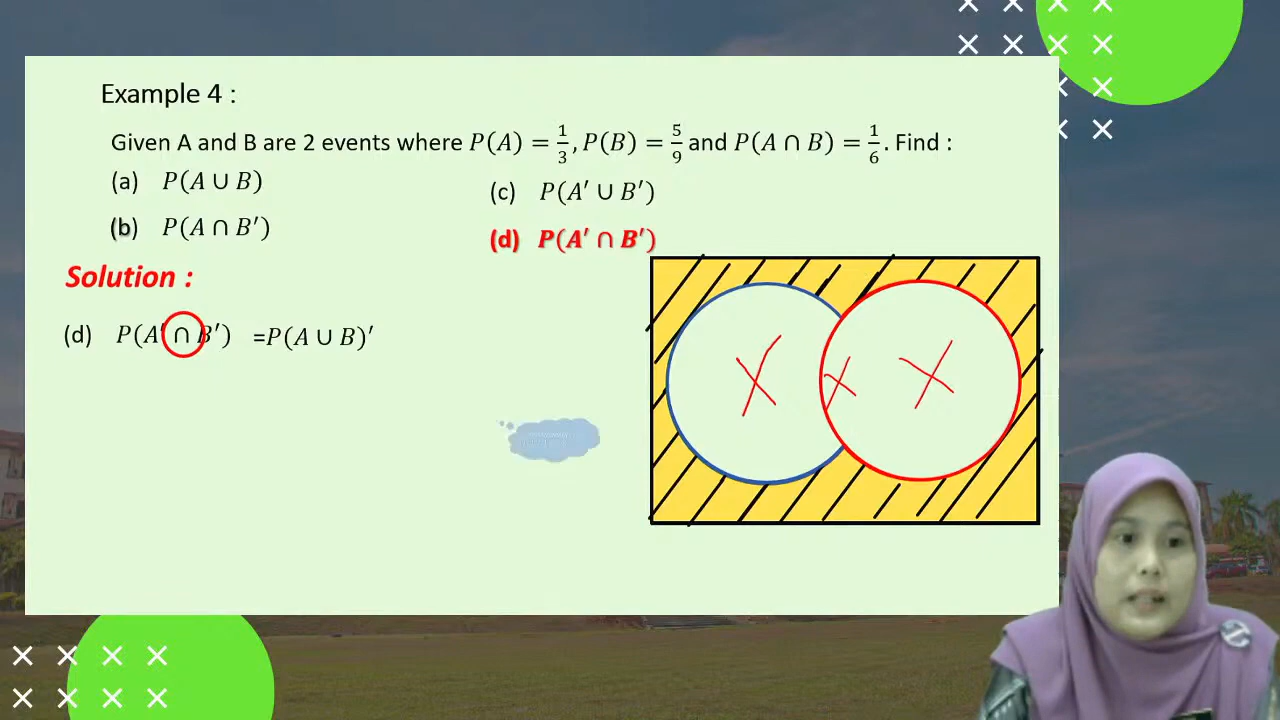 Example 4 :
Given A and B are 2 events where P(A) = 1/3, P(B) = 5/9 and P(A ∩ B) = 1/6. Find :
(a) P(A ∪ B)
(b) P(A ∩ B′)
(c) P(A′ ∪ B′)
(d) P(A′ ∩ B′)
Solution :
(d) P(A′ ∩ B′) =P(A ∪ B)′